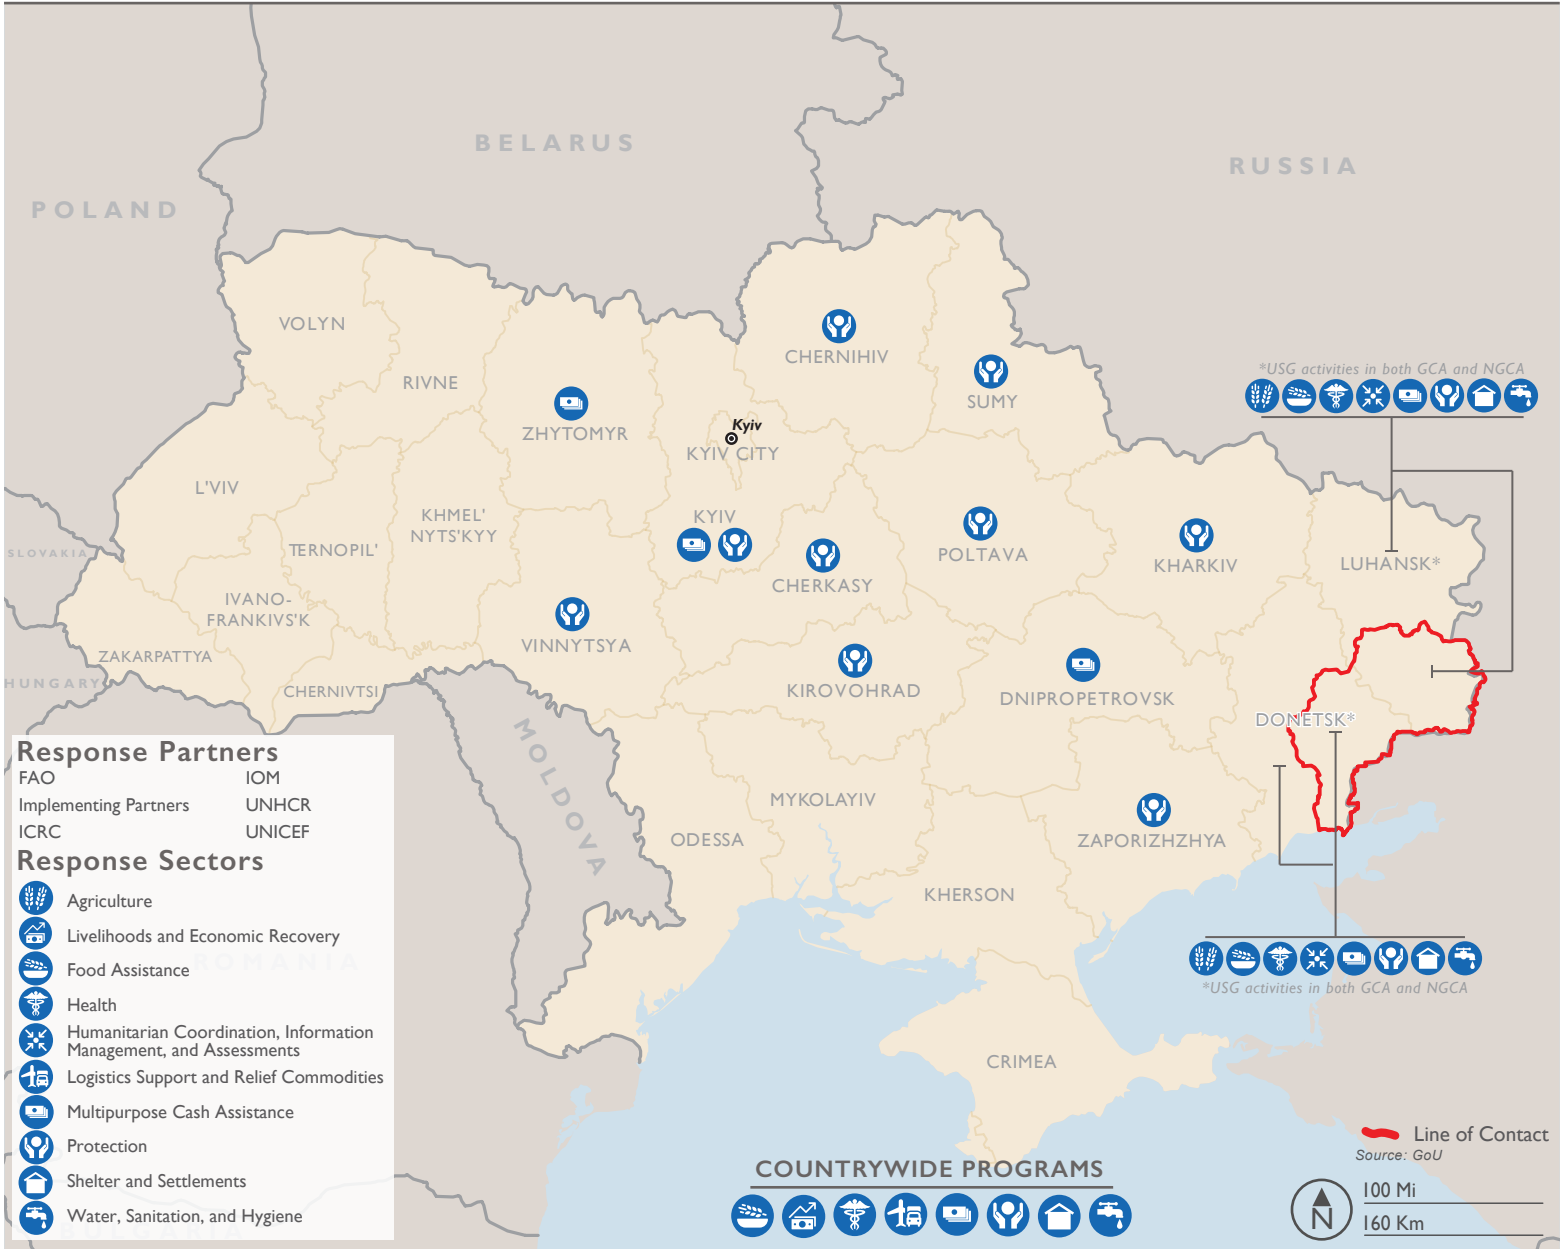 BELARUS
RUSSIA
POLAND
VOLYN
RIVNE
CHERNIHIV
SUMY
ZHYTOMYR
Kyiv
KYIV CITY
*USG activities in both GCA and NGCA
L'VIV
KHMEL'
NYTS'KYY
TERNOPIL'
KYIV
CHERKASY
POLTAVA
KHARKIV
LUHANSK*
SLOVAKIA
IVANO-
FRANKIVS'K
VINNYTSYA
ZAKARPATTYA
HUNGARY
CHERNIVTSI
KIROVOHRAD
DNIPROPETROVSK
DONETSK*
MOLDOVA
MYKOLAYIV
ODESSA
ZAPORIZHZHYA
KHERSON
CRIMEA
*USG activities in both GCA and NGCA
Response Partners
FAO
IOM
Implementing Partners
UNHCR
ICRC
UNICEF
Response Sectors
Agriculture
Livelihoods and Economic Recovery
ROMANIA
Food Assistance
Health
Humanitarian Coordination, Information
Management, and Assessments
Logistics Support and Relief Commodities
Multipurpose Cash Assistance
Protection
Shelter and Settlements
Water, Sanitation, and Hygiene
BULGARIA
COUNTRYWIDE PROGRAMS
Line of Contact
Source: GoU
N
100 Mi
160 Km